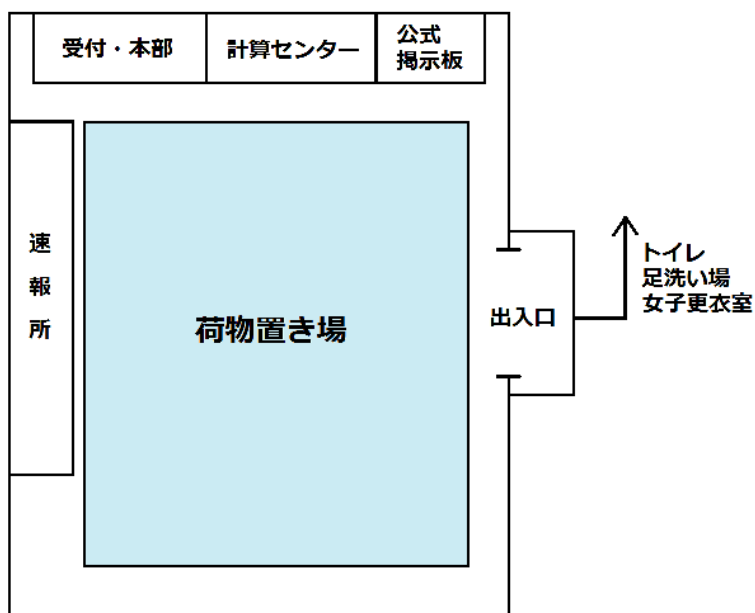 受付・本部
計算センター
公式
掲示板
速
報
所
荷物置き場
出入口
トイレ
足洗い場
女子更衣室